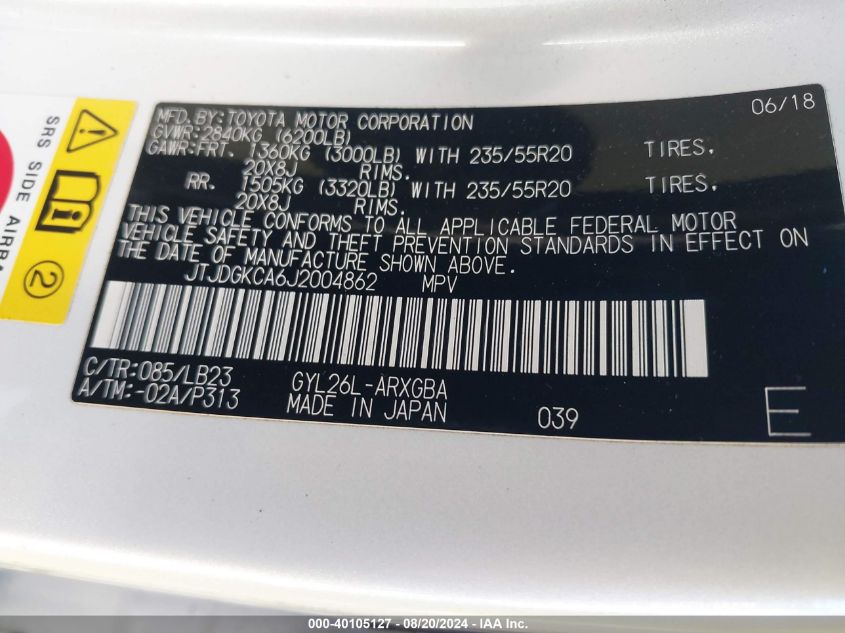 SRS SIDE AIRBA
2
MFD. BY: TOYOTA MOTOR CORPORATION 06/18
GVWR: 2840KG (6200LB)
GAWR: FRT. 1360KG (3000LB) WITH 235/55R20 TIRES.
20X8J RIMS.
RR. 1505KG (3320LB) WITH 235/55R20 TIRES.
20X8J RIMS.
THIS VEHICLE CONFORMS TO ALL APPLICABLE FEDERAL MOTOR
VEHICLE SAFETY AND THEFT PREVENTION STANDARDS IN EFFECT ON
THE DATE OF MANUFACTURE SHOWN ABOVE.
JTJDGKCA6J2004862 MPV
C/TR: 085/LB23 GYL26L-ARXGBA
A/TM: -02A/P313 MADE IN JAPAN 039 E
000-40105127 - 08/20/2024 - IAA Inc.